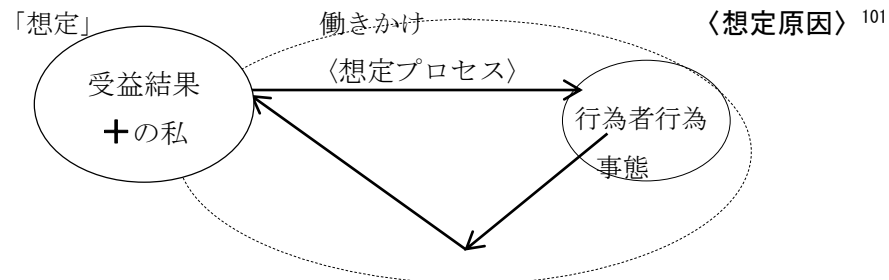 「想定」
働きかけ
〈想定原因〉101
〈想定プロセス〉
受益結果
＋の私
行為者行為
事態